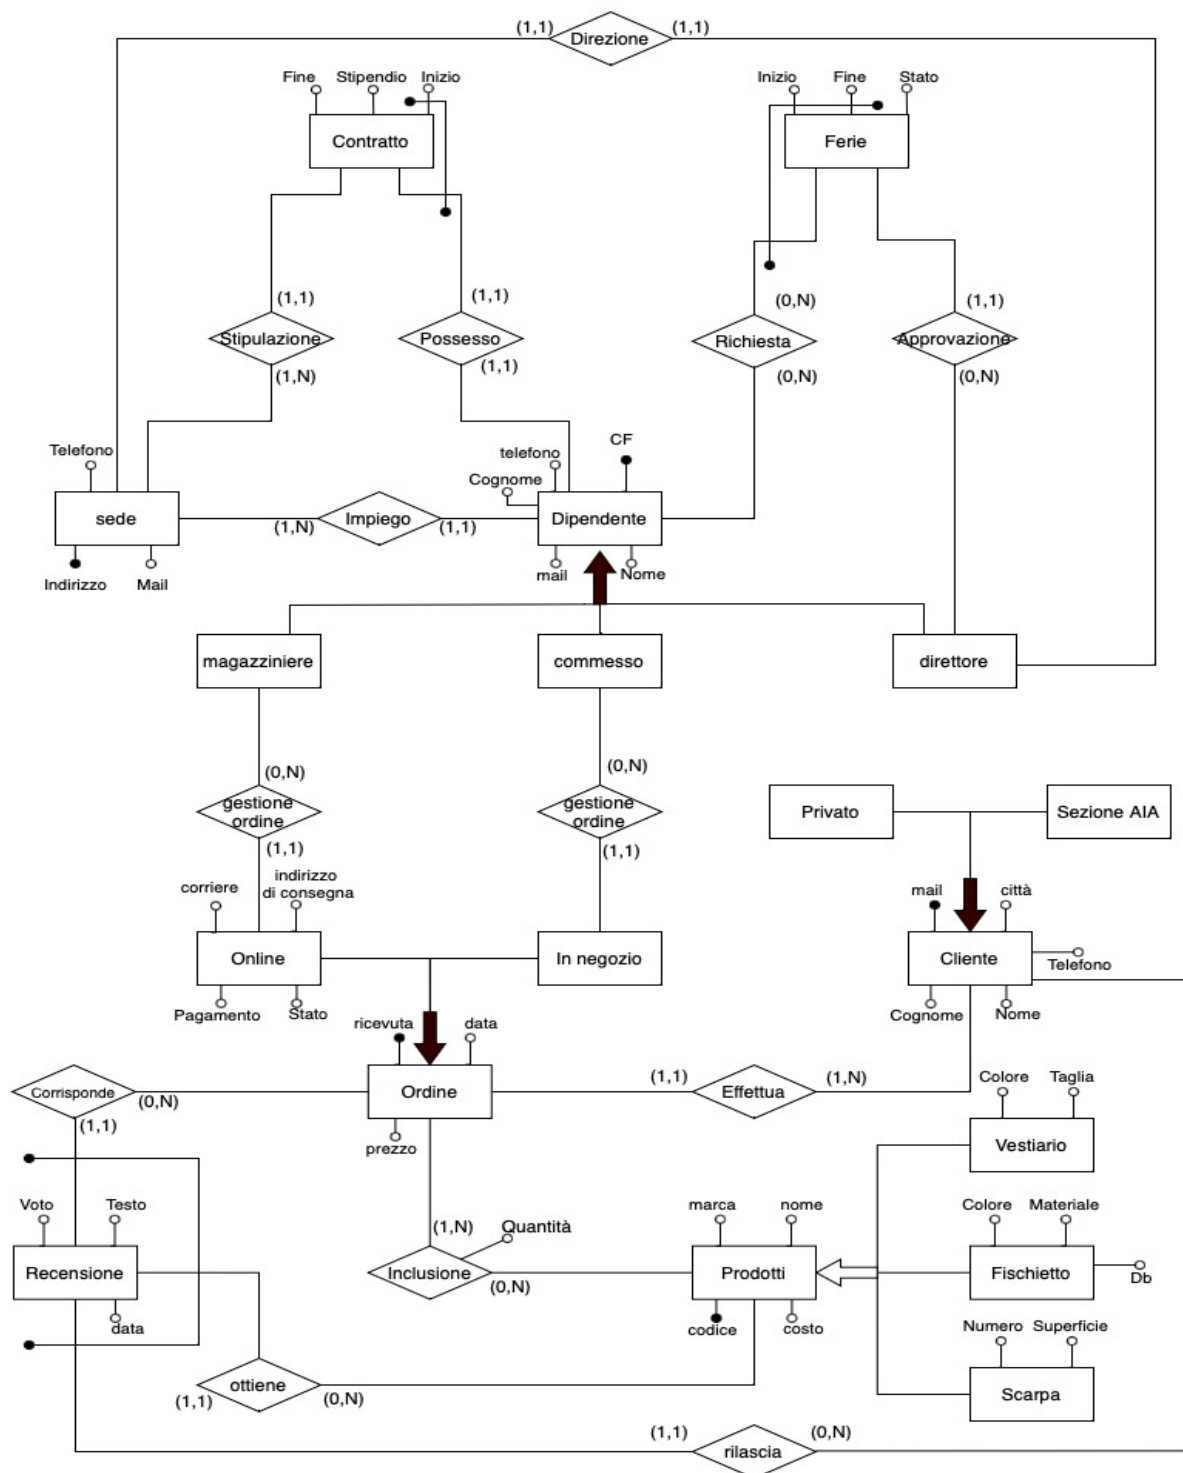 (1,1) Direzione (1,1)
Fine Stipendio Inizio
Inizio Fine Stato
Contratto
Ferie
(1,1) (1,1) (0,N) (1,1)
Stipulazione Possesso Richiesta Approvazione
(1,N) (1,1) (0,N) (0,N)
Telefono
telefono
CF
Cognome
sede
(1,N) Impiego (1,1)
Dipendente
Indirizzo Mail
mail Nome
magazziniere commesso direttore
(0,N) (0,N)
gestione
ordine
gestione
ordine
(1,1) (1,1)
Privato Sezione AIA
corriere
indirizzo
di consegna
mail città
Online In negozio Cliente
Telefono
Pagamento Stato
Cognome Nome
ricevuta data
Corrisponde
(0,N)
Ordine
(1,1) Effettua (1,N)
(1,1)
prezzo
Colore Taglia
Vestiario
Voto Testo
(1,N)
Quantità
marca nome
Colore Materiale
Recensione
Inclusione
(0,N)
Prodotti
Fischietto
Db
data
codice costo
Numero Superficie
(1,1)
ottiene
(0,N)
Scarpa
(1,1) rilascia (0,N)